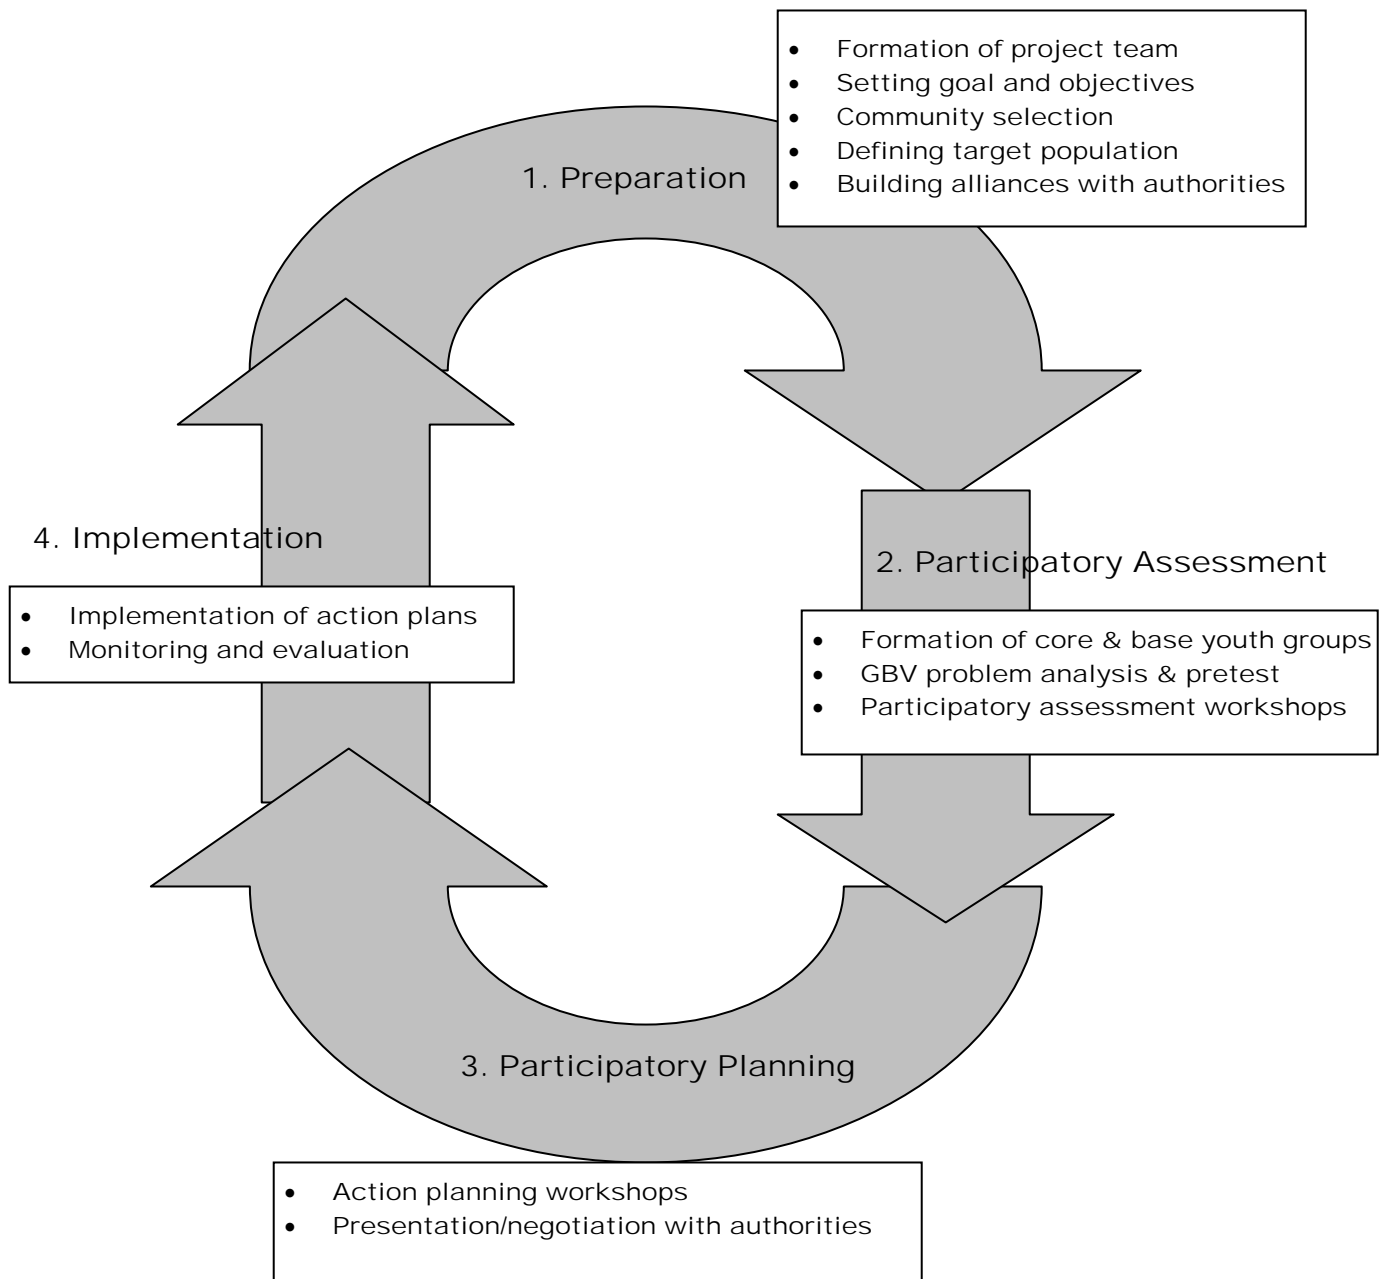 • Formation of project team
• Setting goal and objectives
• Community selection
• Defining target population
• Building alliances with authorities
1. Preparation
2. Participatory Assessment
• Formation of core & base youth groups
• GBV problem analysis & pretest
• Participatory assessment workshops
3. Participatory Planning
• Action planning workshops
• Presentation/negotiation with authorities
4. Implementation
• Implementation of action plans
• Monitoring and evaluation